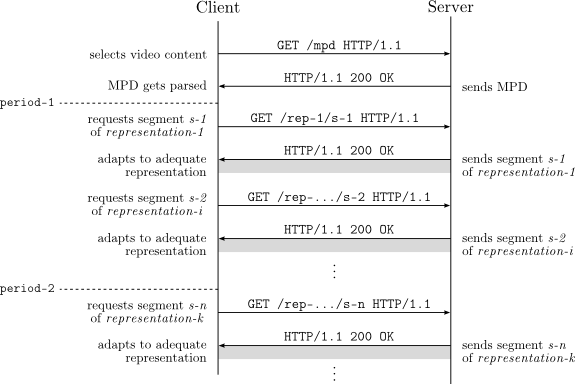 Client Server
GET /mpd HTTP/1.1
selects video content
HTTP/1.1 200 OK
MPD gets parsed
sends MPD
period-1
requests segment s-1
of representation-1
GET /rep-1/s-1 HTTP/1.1
HTTP/1.1 200 OK
adapts to adequate
representation
sends segment s-1
of representation-1
requests segment s-2
of representation-i
GET /rep-.../s-2 HTTP/1.1
HTTP/1.1 200 OK
adapts to adequate
representation
sends segment s-2
of representation-i
⋮
period-2
requests segment s-n
of representation-k
GET /rep-.../s-n HTTP/1.1
HTTP/1.1 200 OK
adapts to adequate
representation
sends segment s-n
of representation-k
⋮